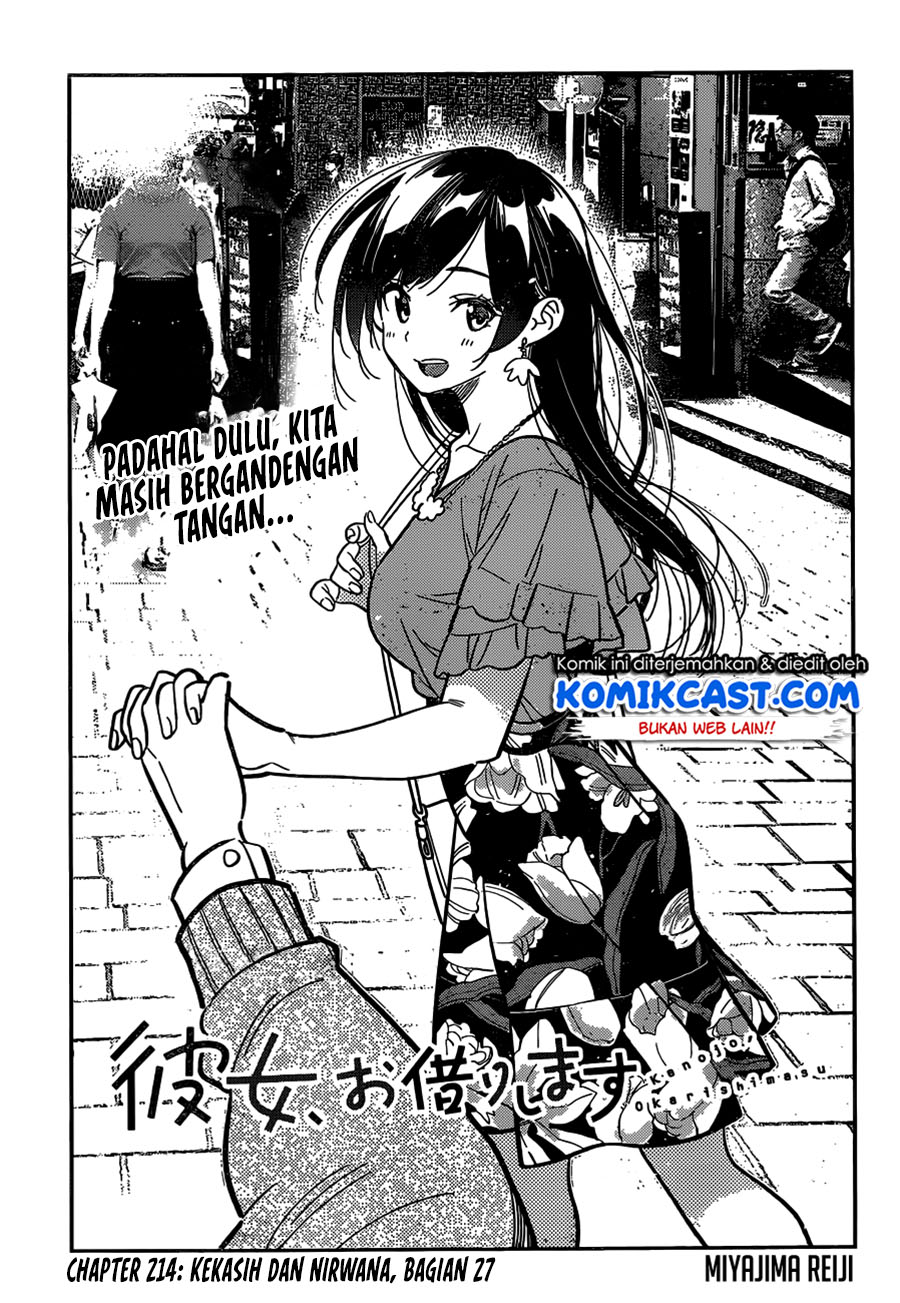 PADAHAL DULU, KITA
MASIH BERGANDENGAN
TANGAN...
Komik ini diterjemahkan & diedit oleh
KOMIKCAST.COM
BUKAN WEB LAIN!!
彼女、お借りします
Kanojo,
Okarishimasu
CHAPTER 214: KEKASIH DAN NIRWANA, BAGIAN 27
MIYAJIMA REIJI